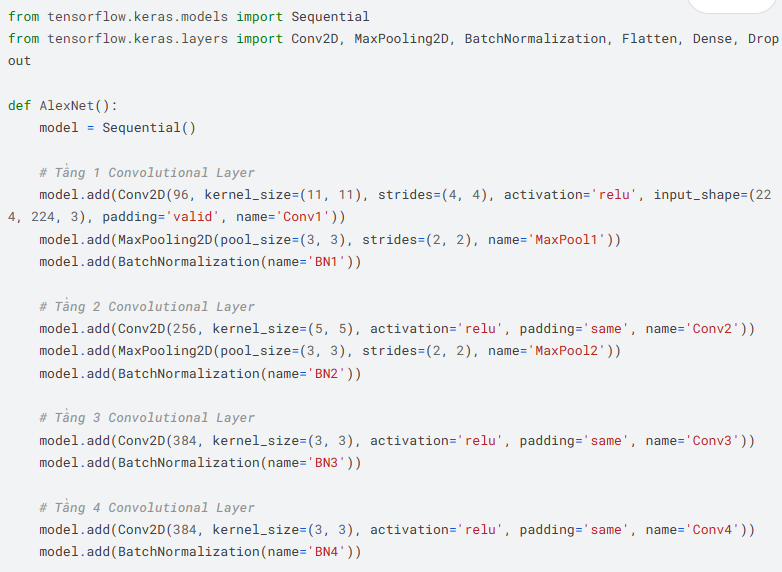 from tensorflow.keras.models import Sequential
from tensorflow.keras.layers import Conv2D, MaxPooling2D, BatchNormalization, Flatten, Dense, Drop
out

def AlexNet():
    model = Sequential()

    # Tầng 1 Convolutional Layer
    model.add(Conv2D(96, kernel_size=(11, 11), strides=(4, 4), activation='relu', input_shape=(22
4, 224, 3), padding='valid', name='Conv1'))
    model.add(MaxPooling2D(pool_size=(3, 3), strides=(2, 2), name='MaxPool1'))
    model.add(BatchNormalization(name='BN1'))

    # Tầng 2 Convolutional Layer
    model.add(Conv2D(256, kernel_size=(5, 5), activation='relu', padding='same', name='Conv2'))
    model.add(MaxPooling2D(pool_size=(3, 3), strides=(2, 2), name='MaxPool2'))
    model.add(BatchNormalization(name='BN2'))

    # Tầng 3 Convolutional Layer
    model.add(Conv2D(384, kernel_size=(3, 3), activation='relu', padding='same', name='Conv3'))
    model.add(BatchNormalization(name='BN3'))

    # Tầng 4 Convolutional Layer
    model.add(Conv2D(384, kernel_size=(3, 3), activation='relu', padding='same', name='Conv4'))
    model.add(BatchNormalization(name='BN4'))